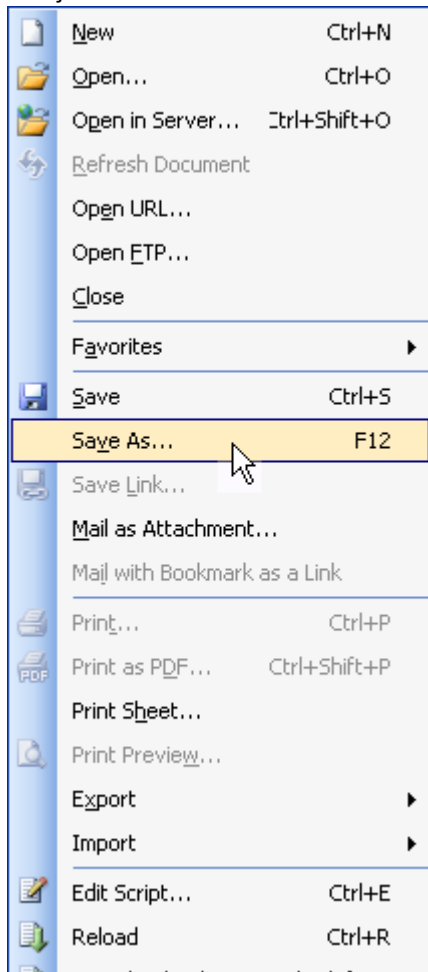 New Ctrl+N
Open... Ctrl+O
Open in Server... Ctrl+Shift+O
Refresh Document
Open URL...
Open FTP...
Close
Favorites
Save Ctrl+S
Save As... F12
Save Link...
Mail as Attachment...
Mail with Bookmark as a Link
Print... Ctrl+P
PDF Print as PDF... Ctrl+Shift+P
Print Sheet...
Print Preview...
Export
Import
Edit Script... Ctrl+E
Reload Ctrl+R